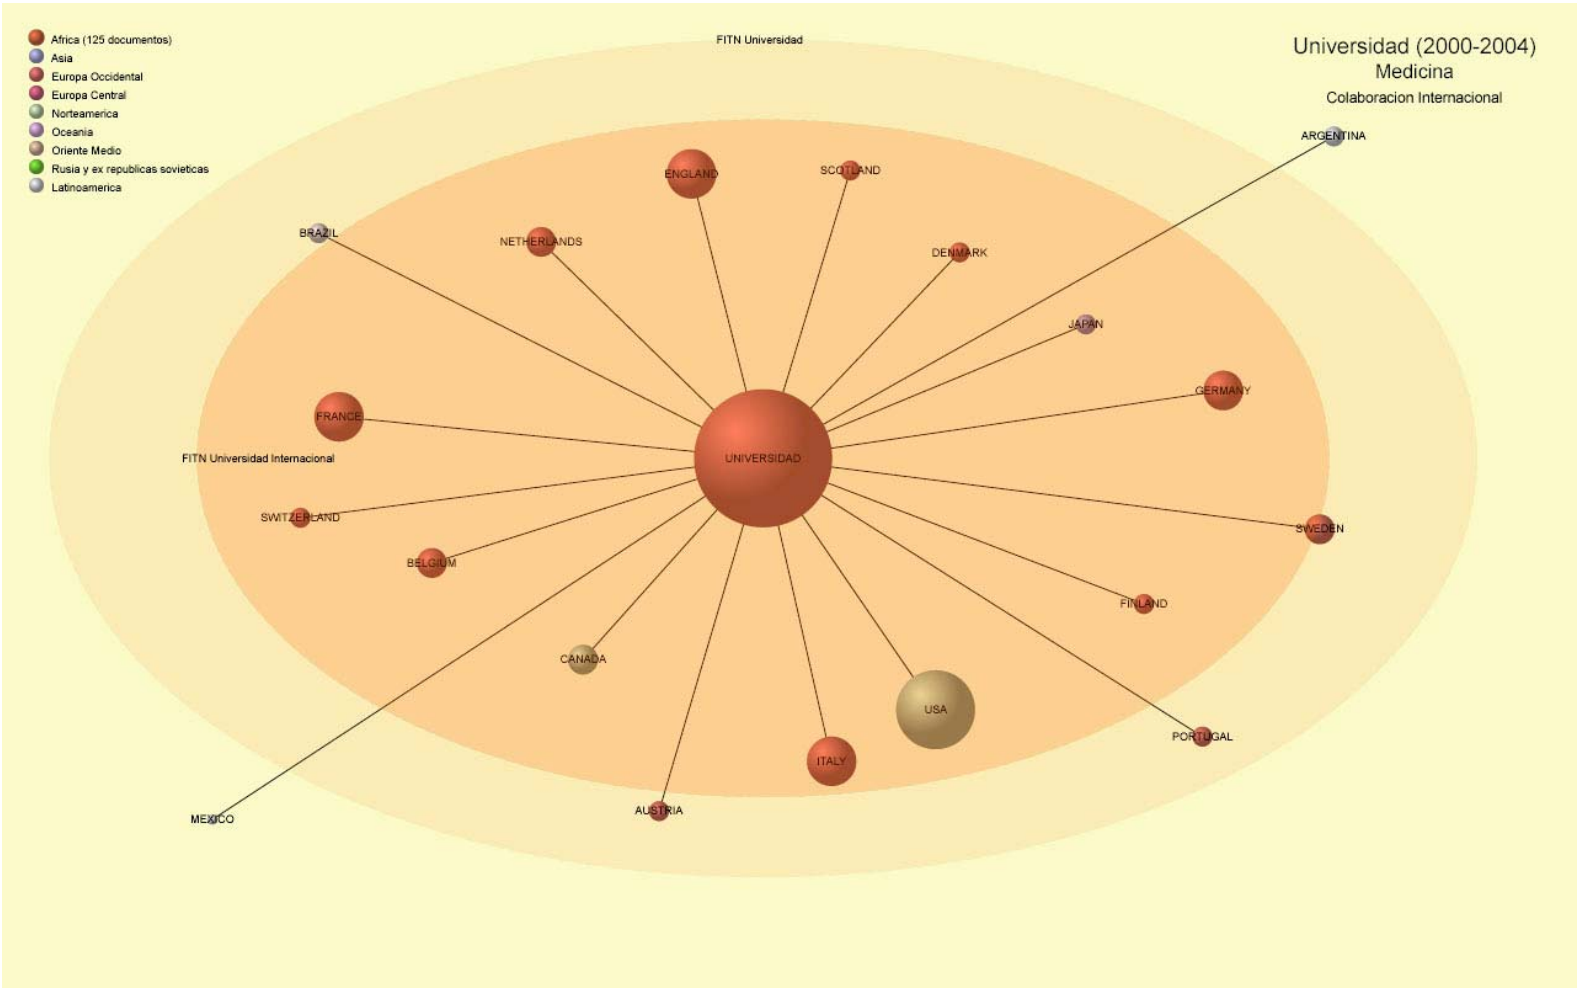 Africa (125 documentos)
Asia
Europa Occidental
Europa Central
Norteamerica
Oceania
Oriente Medio
Rusia y ex republicas sovieticas
Latinoamerica
FITN Universidad
Universidad (2000-2004)
Medicina
Colaboracion Internacional
ARGENTINA
ENGLAND
SCOTLAND
BRAZIL
NETHERLANDS
DENMARK
JAPAN
GERMANY
FRANCE
UNIVERSIDAD
FITN Universidad Internacional
SWITZERLAND
SWEDEN
BELGIUM
FINLAND
CANADA
USA
PORTUGAL
ITALY
AUSTRIA
MEXICO